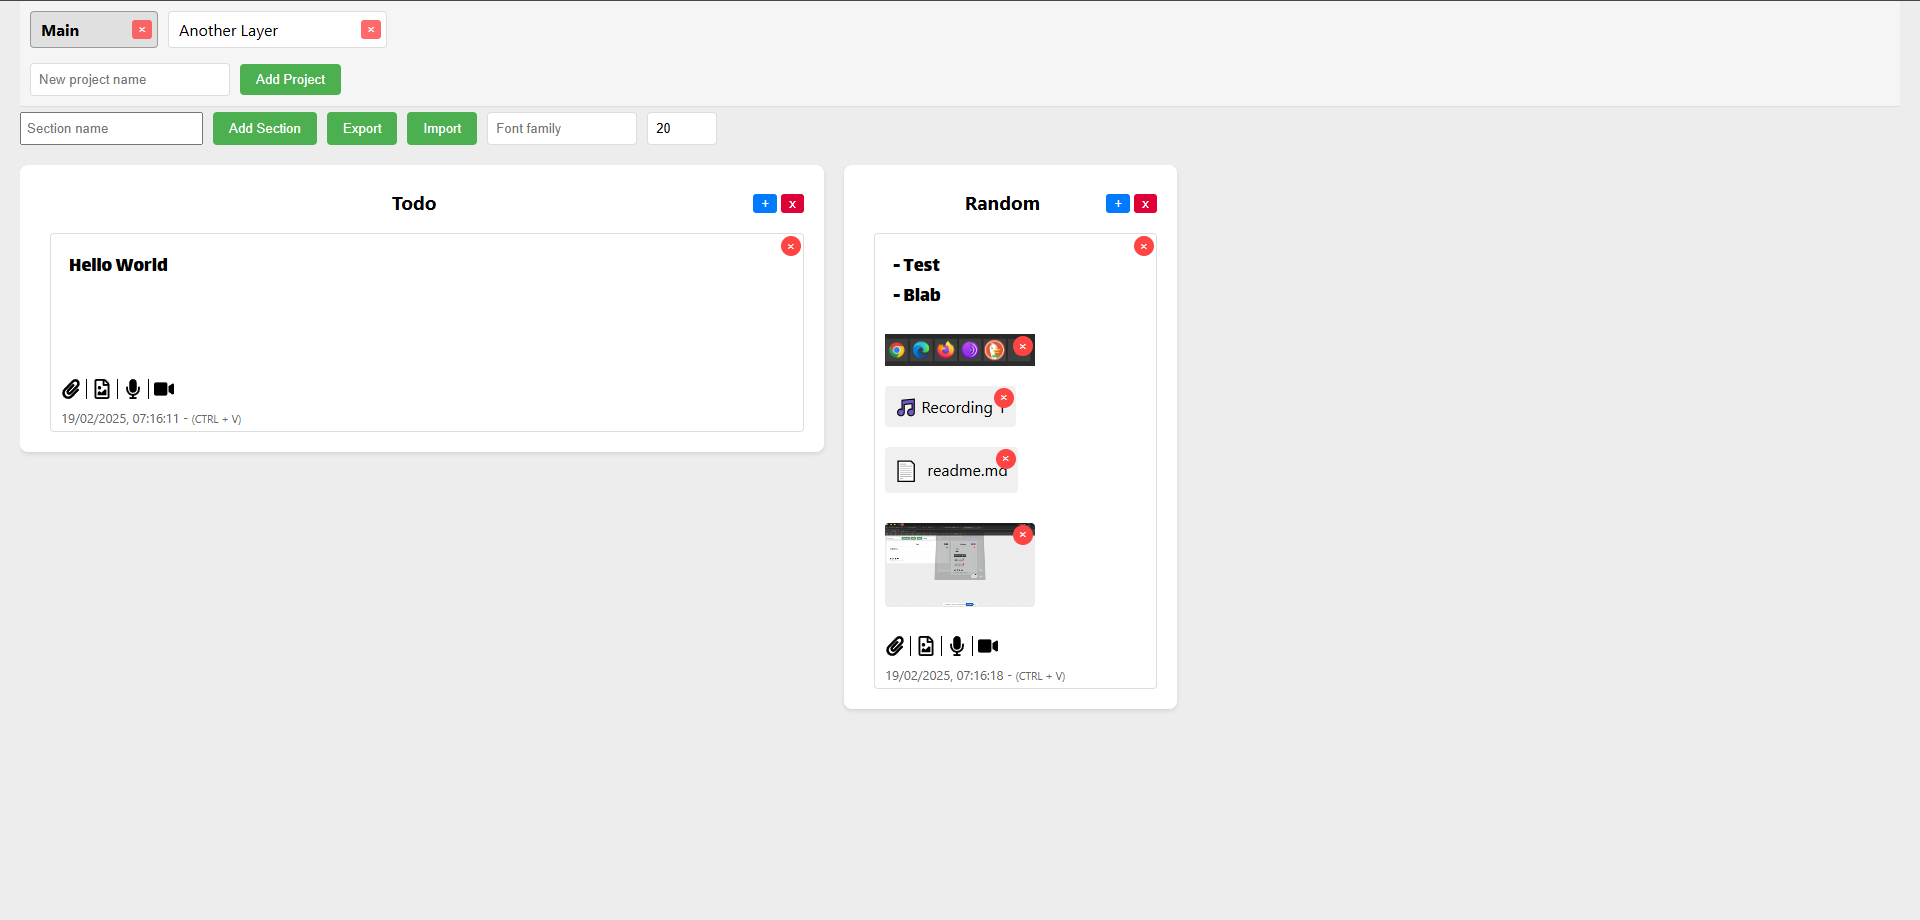 Main
Another Layer
New project name
Add Project
Section name
Add Section
Export
Import
Font family
20
Todo
+
x
Hello World
19/02/2025, 07:16:11 - (CTRL + V)
Random
+
x
- Test
- Blab
Recording 1
readme.md
19/02/2025, 07:16:18 - (CTRL + V)